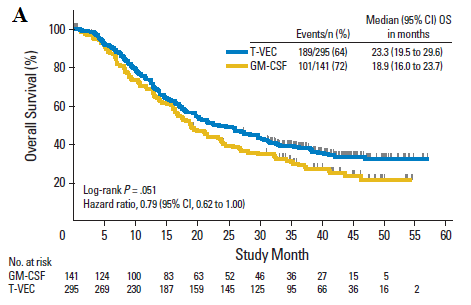 A
Median (95% CI) OS
Events/n (%) in months
T-VEC 189/295 (64) 23.3 (19.5 to 29.6)
GM-CSF 101/141 (72) 18.9 (16.0 to 23.7)
Overall Survival (%)
100
80
60
40
20
Log-rank P = .051
Hazard ratio, 0.79 (95% CI, 0.62 to 1.00)
0 5 10 15 20 25 30 35 40 45 50 55 60
Study Month
No. at risk
GM-CSF 141 124 100 83 63 52 46 36 27 15 5
T-VEC 295 269 230 187 159 145 125 95 66 36 16 2